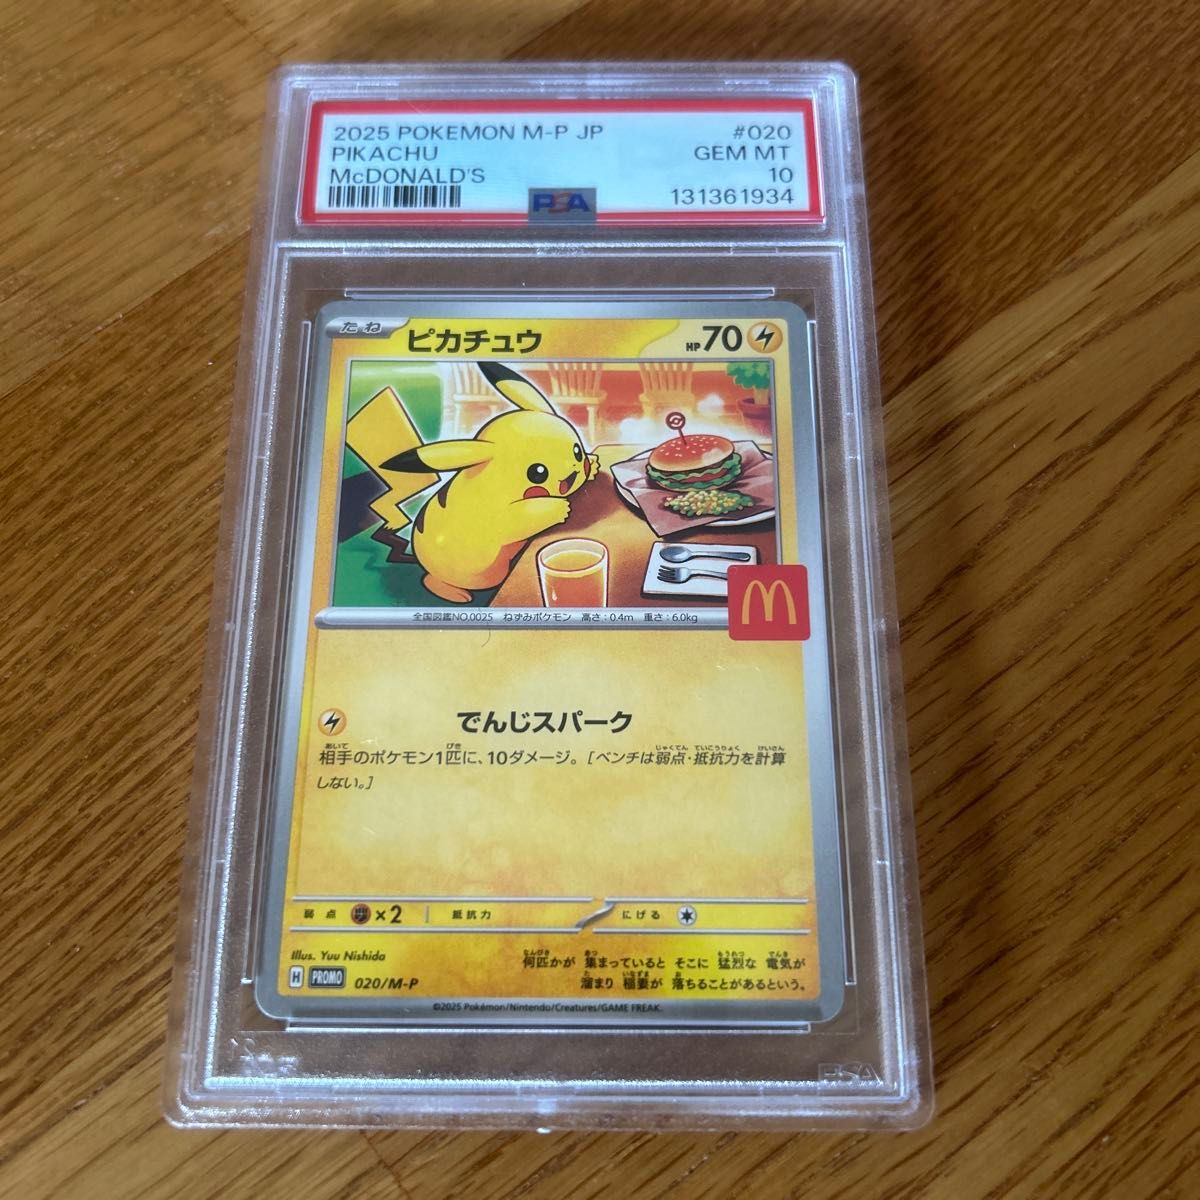 2025 POKEMON M-P JP #020
PIKACHU GEM MT
McDONALD'S 10
PSA 131361934
たね ピカチュウ HP70
全国図鑑NO.0025 ねずみポケモン 高さ:0.4m 重さ:6.0kg
でんじスパーク
相手のポケモン1匹に、10ダメージ。[ベンチは弱点・抵抗力を計算
しない。]
弱点 ×2 抵抗力 にげる
Illus. Yuu Nishida
何匹かが 集まっていると そこに 猛烈な 電気が
溜まり 稲妻が 落ちることがあるという。
H PROMO 020/M-P
©2025 Pokémon/Nintendo/Creatures/GAME FREAK.
PSA